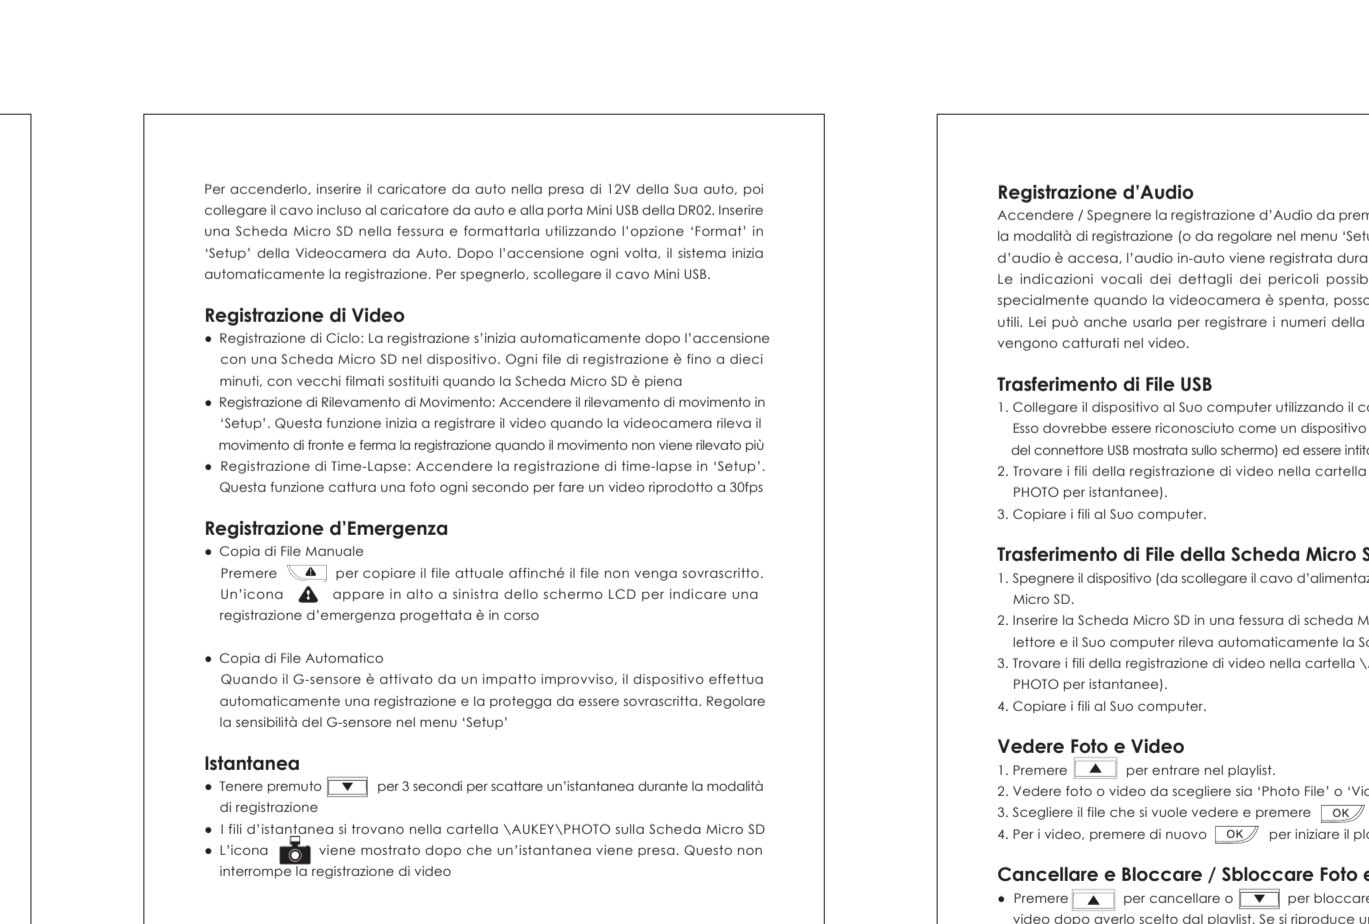 Per accenderlo, inserire il caricatore da auto nella presa di 12V della Sua auto, poi
collegare il cavo incluso al caricatore da auto e alla porta Mini USB della DR02. Inserire
una Scheda Micro SD nella fessura e formattarla utilizzando l'opzione 'Format' in
'Setup' della Videocamera da Auto. Dopo l'accensione ogni volta, il sistema inizia
automaticamente la registrazione. Per spegnerlo, scollegare il cavo Mini USB.
Registrazione di Video
● Registrazione di Ciclo: La registrazione s'inizia automaticamente dopo l'accensione
con una Scheda Micro SD nel dispositivo. Ogni file di registrazione è fino a dieci
minuti, con vecchi filmati sostituiti quando la Scheda Micro SD è piena
● Registrazione di Rilevamento di Movimento: Accendere il rilevamento di movimento in
'Setup'. Questa funzione inizia a registrare il video quando la videocamera rileva il
movimento di fronte e ferma la registrazione quando il movimento non viene rilevato più
● Registrazione di Time-Lapse: Accendere la registrazione di time-lapse in 'Setup'.
Questa funzione cattura una foto ogni secondo per fare un video riprodotto a 30fps
Registrazione d'Emergenza
● Copia di File Manuale
Premere per copiare il file attuale affinché il file non venga sovrascritto.
Un'icona appare in alto a sinistra dello schermo LCD per indicare una
registrazione d'emergenza progettata è in corso
● Copia di File Automatico
Quando il G-sensore è attivato da un impatto improvviso, il dispositivo effettua
automaticamente una registrazione e la protegga da essere sovrascritta. Regolare
la sensibilità del G-sensore nel menu 'Setup'
Istantanea
● Tenere premuto ▼ per 3 secondi per scattare un'istantanea durante la modalità
di registrazione
● I fili d'istantanea si trovano nella cartella \AUKEY\PHOTO sulla Scheda Micro SD
● L'icona viene mostrato dopo che un'istantanea viene presa. Questo non
interrompe la registrazione di video
Registrazione d'Audio
Accendere / Spegnere la registrazione d'Audio da
la modalità di registrazione (o da regolare nel menu
d'audio è accesa, l'audio in-auto viene registrata
Le indicazioni vocali dei dettagli dei pericoli
specialmente quando la videocamera è spenta,
utili. Lei può anche usarla per registrare i numeri della
vengono catturati nel video.
Trasferimento di File USB
1. Collegare il dispositivo al Suo computer utilizzando il
Esso dovrebbe essere riconosciuto come un dispositivo
del connettore USB mostrata sullo schermo) ed essere
2. Trovare i fili della registrazione di video nella cartella
PHOTO per istantanee).
3. Copiare i fili al Suo computer.
Trasferimento di File della Scheda Micro
1. Spegnere il dispositivo (da scollegare il cavo
Micro SD.
2. Inserire la Scheda Micro SD in una fessura di scheda
lettore e il Suo computer rileva automaticamente la
3. Trovare i fili della registrazione di video nella cartella
PHOTO per istantanee).
4. Copiare i fili al Suo computer.
Vedere Foto e Video
1. Premere ▲ per entrare nel playlist.
2. Vedere foto o video da scegliere sia 'Photo File' o
3. Scegliere il file che si vuole vedere e premere OK
4. Per i video, premere di nuovo OK per iniziare il
Cancellare e Bloccare / Sbloccare Foto e
● Premere ▲ per cancellare o ▼ per bloccare
video dopo averlo scelto dal playlist. Se si riproduce